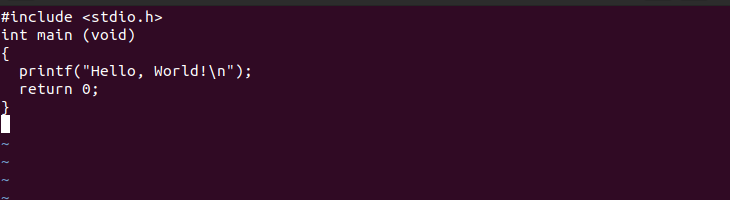 #include <stdio.h>
int main (void)
{
  printf("Hello, World!\n");
  return 0;
}
~
~
~
~